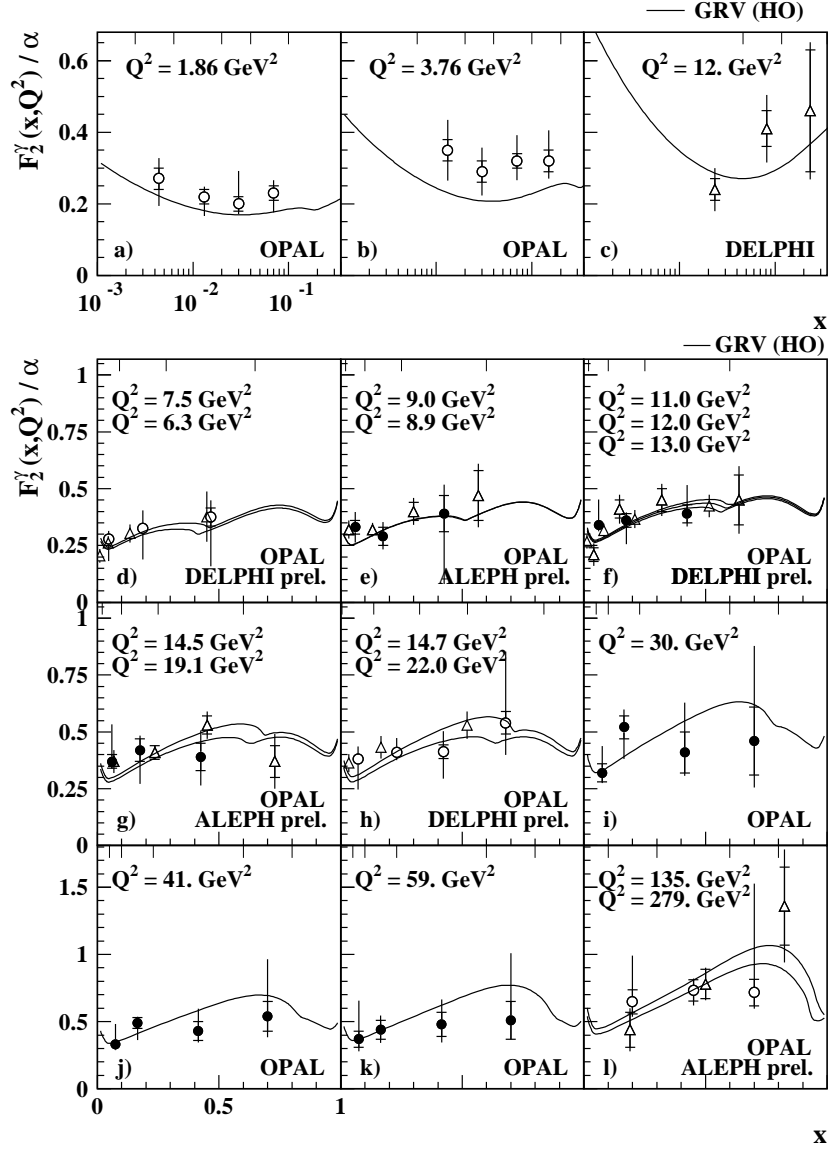 GRV (HO)
F₂^γ (x,Q²) / α
0.6
0.4
0.2
0
Q² = 1.86 GeV²
a) OPAL
Q² = 3.76 GeV²
b) OPAL
Q² = 12. GeV²
c) DELPHI
10⁻³ 10⁻² 10⁻¹
x
GRV (HO)
F₂^γ (x,Q²) / α
1
0.75
0.5
0.25
0
Q² = 7.5 GeV²
Q² = 6.3 GeV²
OPAL
d) DELPHI prel.
Q² = 9.0 GeV²
Q² = 8.9 GeV²
OPAL
e) ALEPH prel.
Q² = 11.0 GeV²
Q² = 12.0 GeV²
Q² = 13.0 GeV²
OPAL
f) DELPHI prel.
1
0.75
0.5
0.25
0
Q² = 14.5 GeV²
Q² = 19.1 GeV²
OPAL
g) ALEPH prel.
Q² = 14.7 GeV²
Q² = 22.0 GeV²
OPAL
h) DELPHI prel.
Q² = 30. GeV²
i) OPAL
1.5
1
0.5
0
Q² = 41. GeV²
j) OPAL
Q² = 59. GeV²
k) OPAL
Q² = 135. GeV²
Q² = 279. GeV²
OPAL
l) ALEPH prel.
0 0.5 1
x